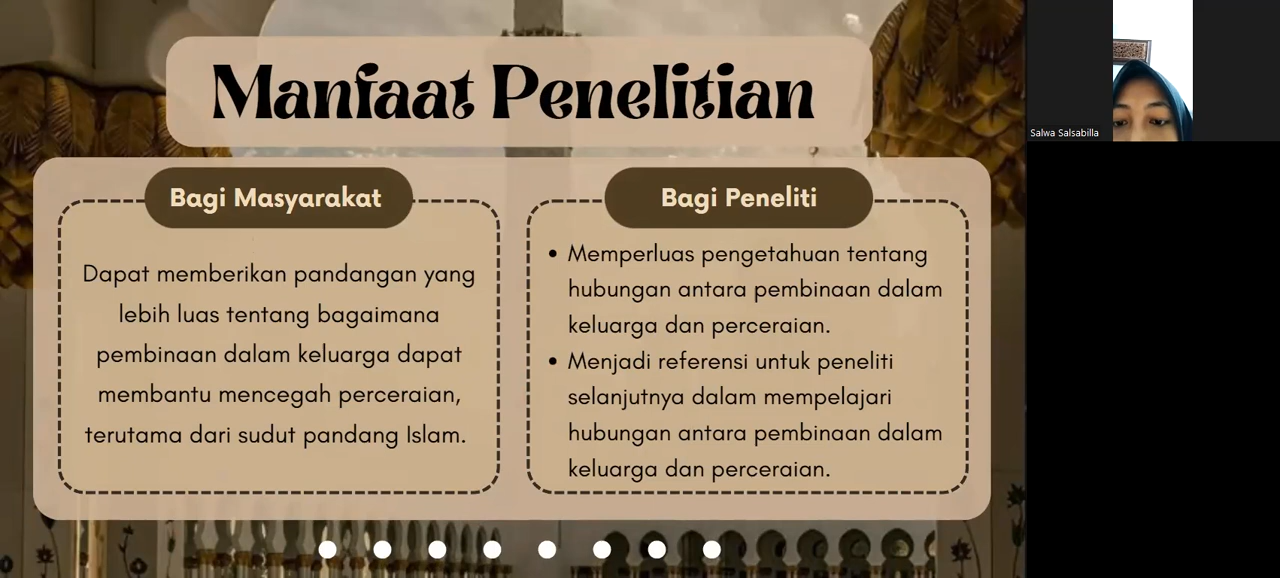 Manfaat Penelitian
Bagi Masyarakat
Dapat memberikan pandangan yang
lebih luas tentang bagaimana
pembinaan dalam keluarga dapat
membantu mencegah perceraian,
terutama dari sudut pandang Islam.
Bagi Peneliti
• Memperluas pengetahuan tentang
hubungan antara pembinaan dalam
keluarga dan perceraian.
• Menjadi referensi untuk peneliti
selanjutnya dalam mempelajari
hubungan antara pembinaan dalam
keluarga dan perceraian.
Salwa Salsabilla